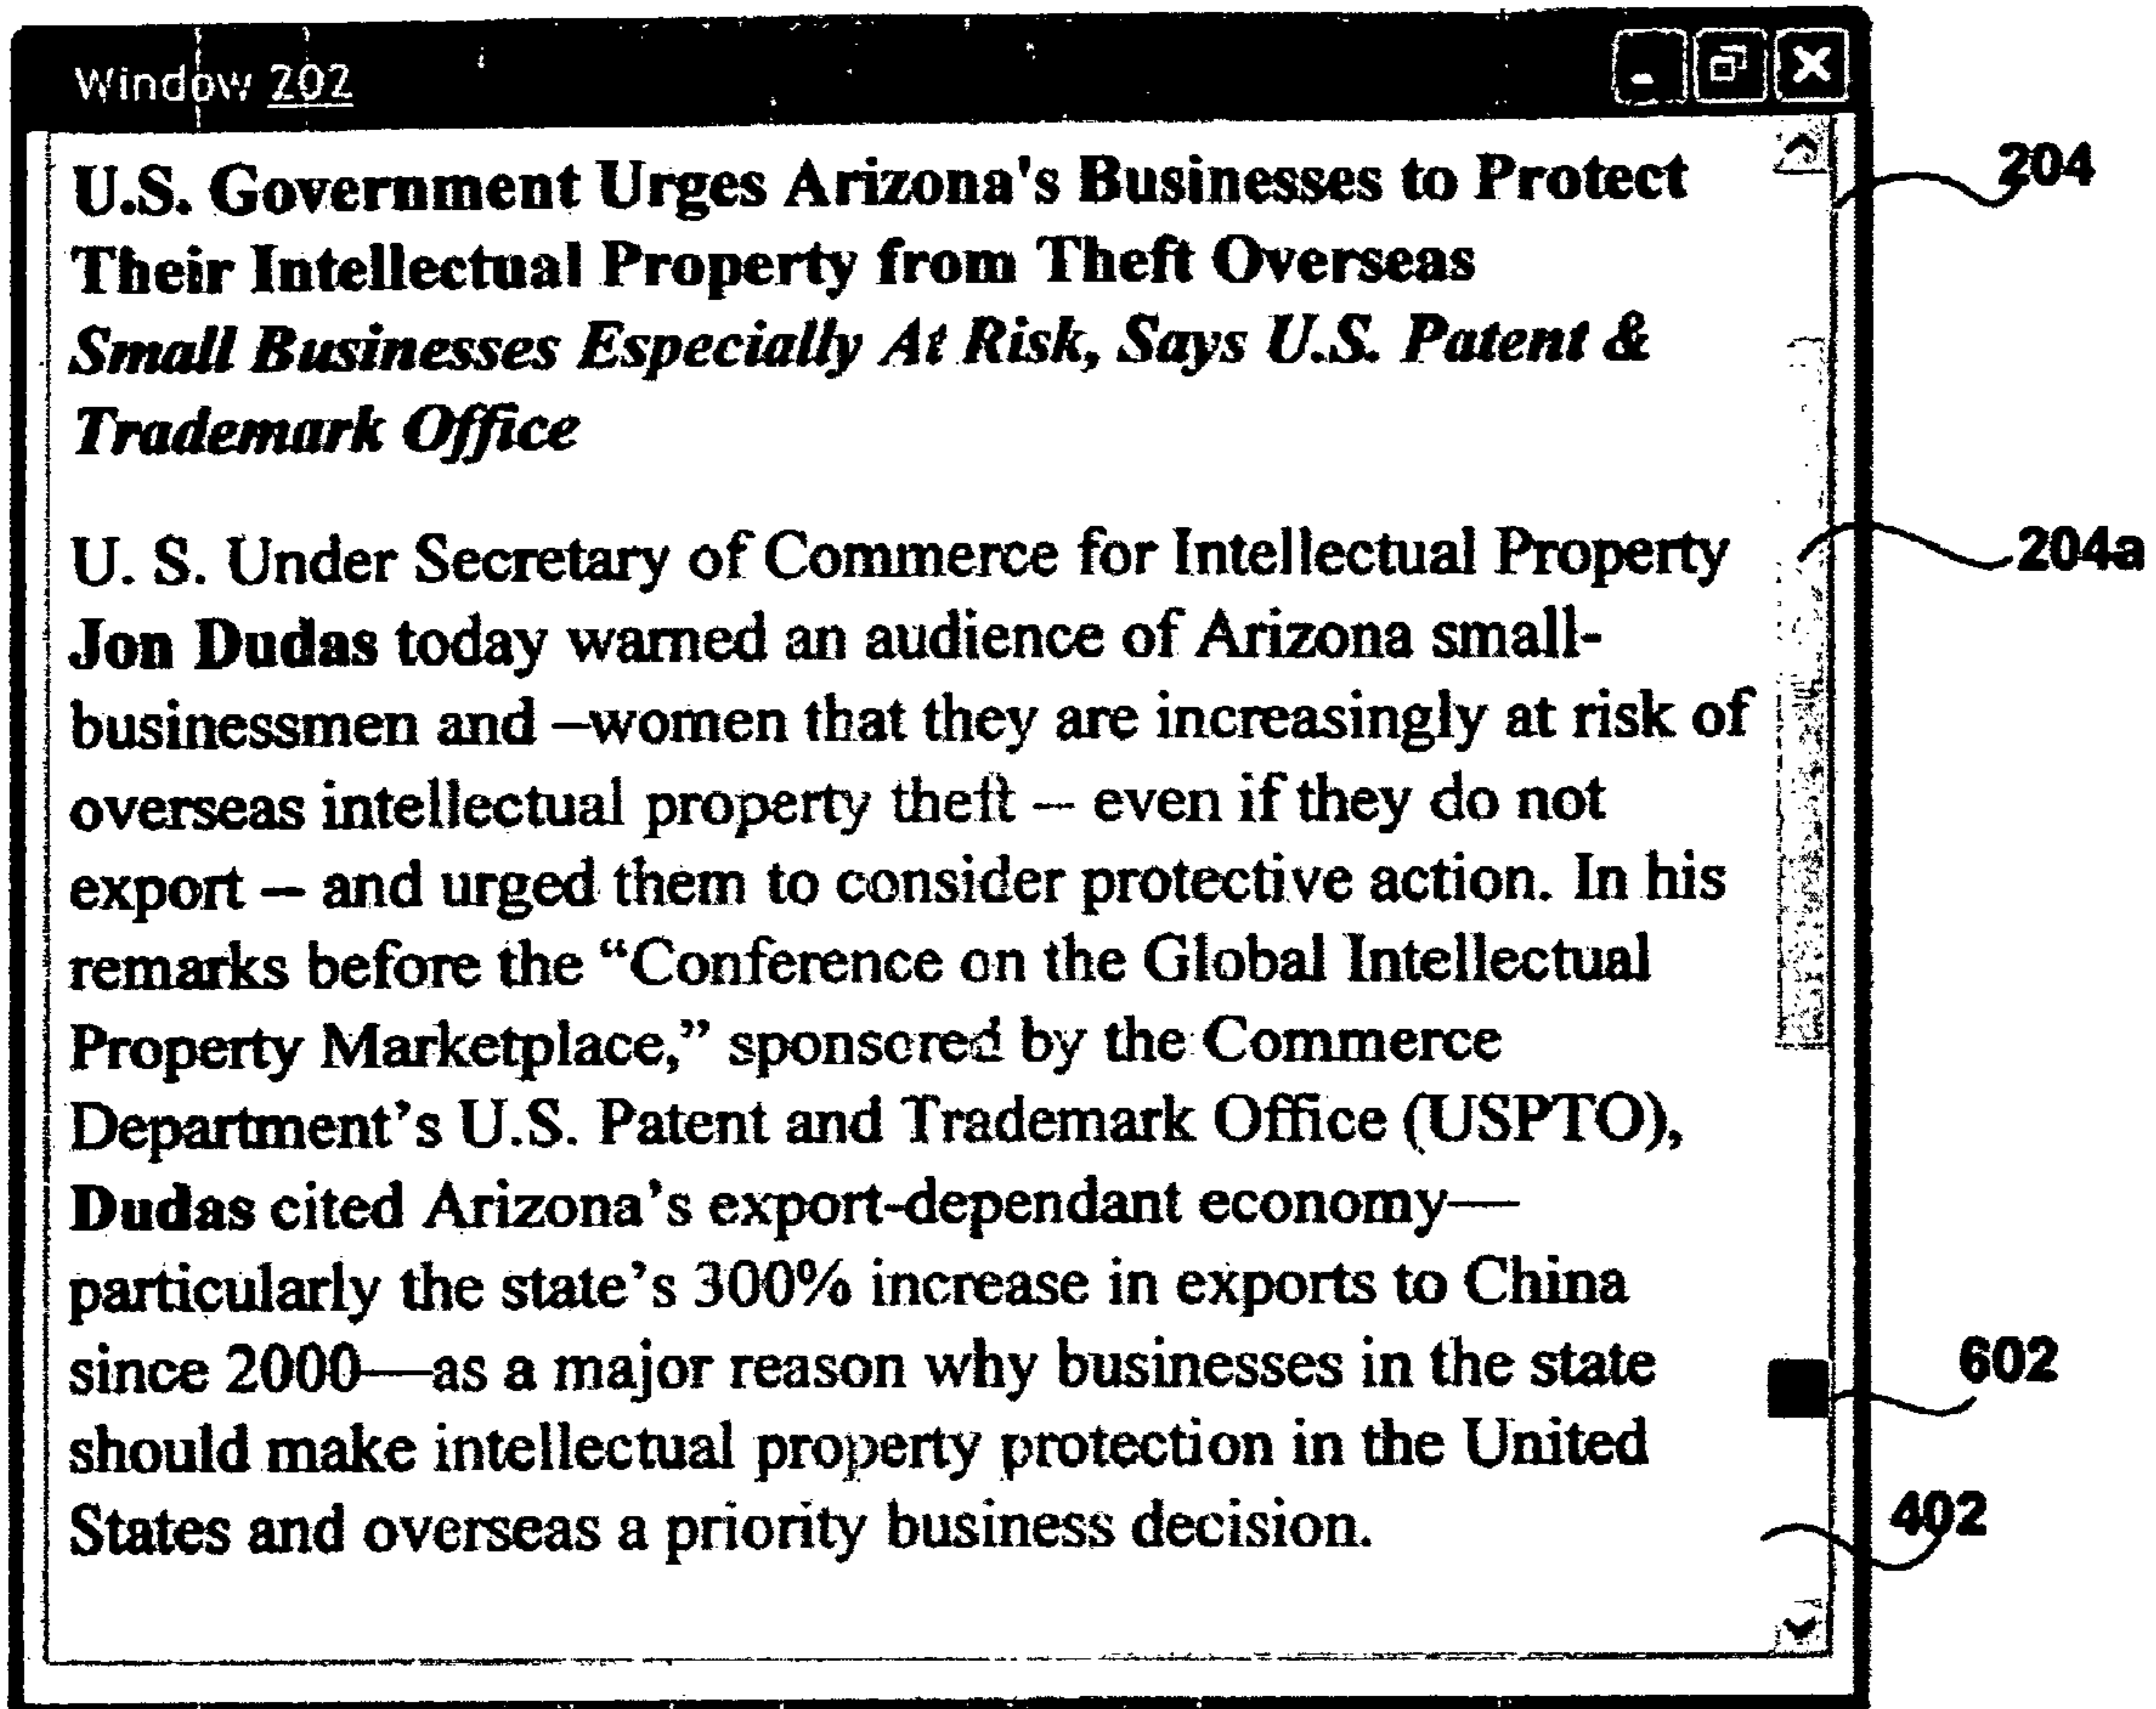 Window 202
U.S. Government Urges Arizona's Businesses to Protect
204
Their Intellectual Property from Theft Overseas
Small Businesses Especially At Risk, Says U.S. Patent &
Trademark Office
U. S. Under Secretary of Commerce for Intellectual Property
204a
Jon Dudas today warned an audience of Arizona small-
businessmen and –women that they are increasingly at risk of
overseas intellectual property theft – even if they do not
export – and urged them to consider protective action. In his
remarks before the “Conference on the Global Intellectual
Property Marketplace,” sponsored by the Commerce
Department’s U.S. Patent and Trademark Office (USPTO),
Dudas cited Arizona’s export-dependant economy—
particularly the state’s 300% increase in exports to China
since 2000—as a major reason why businesses in the state
602
should make intellectual property protection in the United
States and overseas a priority business decision.
402